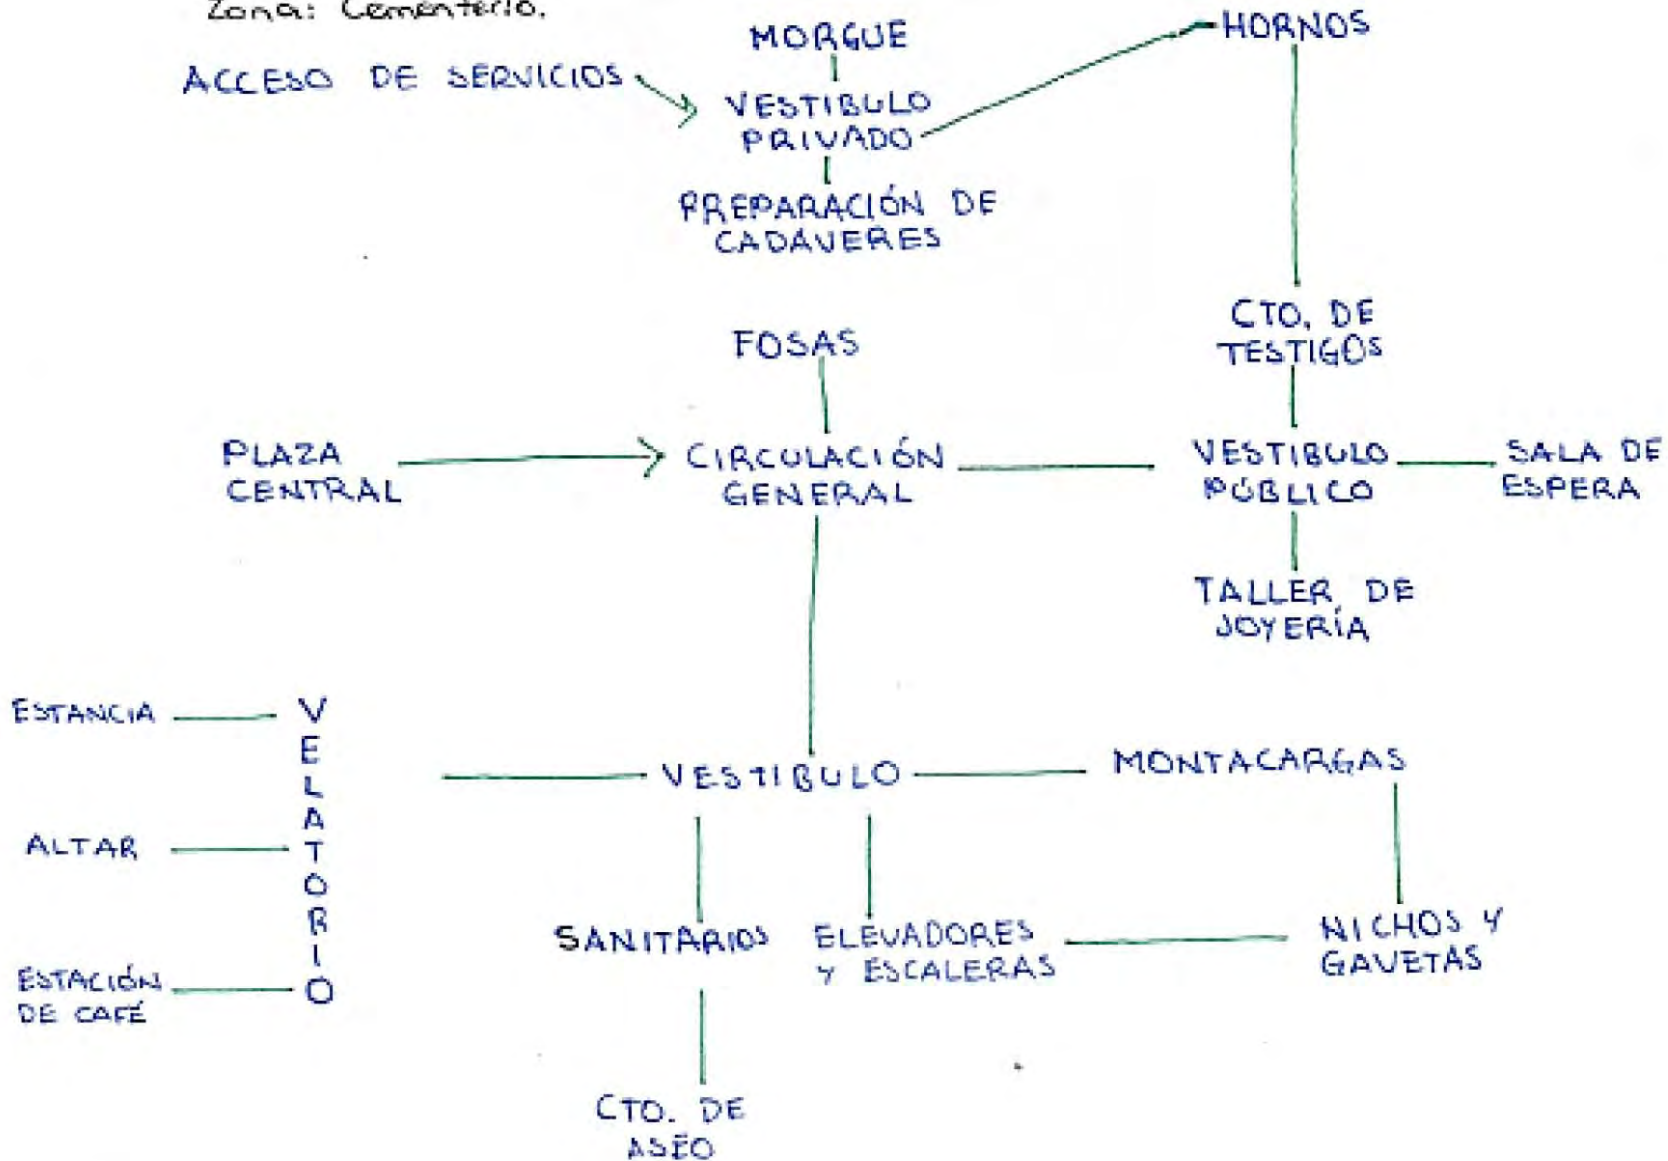 Zona: Cementerio.
MORGUE
HORNOS
ACCESO DE SERVICIOS
VESTIBULO
PRIVADO
PREPARACIÓN DE
CADÁVERES
CTO. DE
TESTIGOS
FOSAS
PLAZA
CENTRAL
CIRCULACIÓN
GENERAL
VESTIBULO
PÚBLICO
SALA DE
ESPERA
TALLER DE
JOYERÍA
ESTANCIA
VELATORIO
ALTAR
ESTACIÓN
DE CAFÉ
VESTIBULO
MONTACARGAS
SANITARIOS
ELEVADORES
Y ESCALERAS
NICHOS Y
GAVETAS
CTO. DE
ASEO